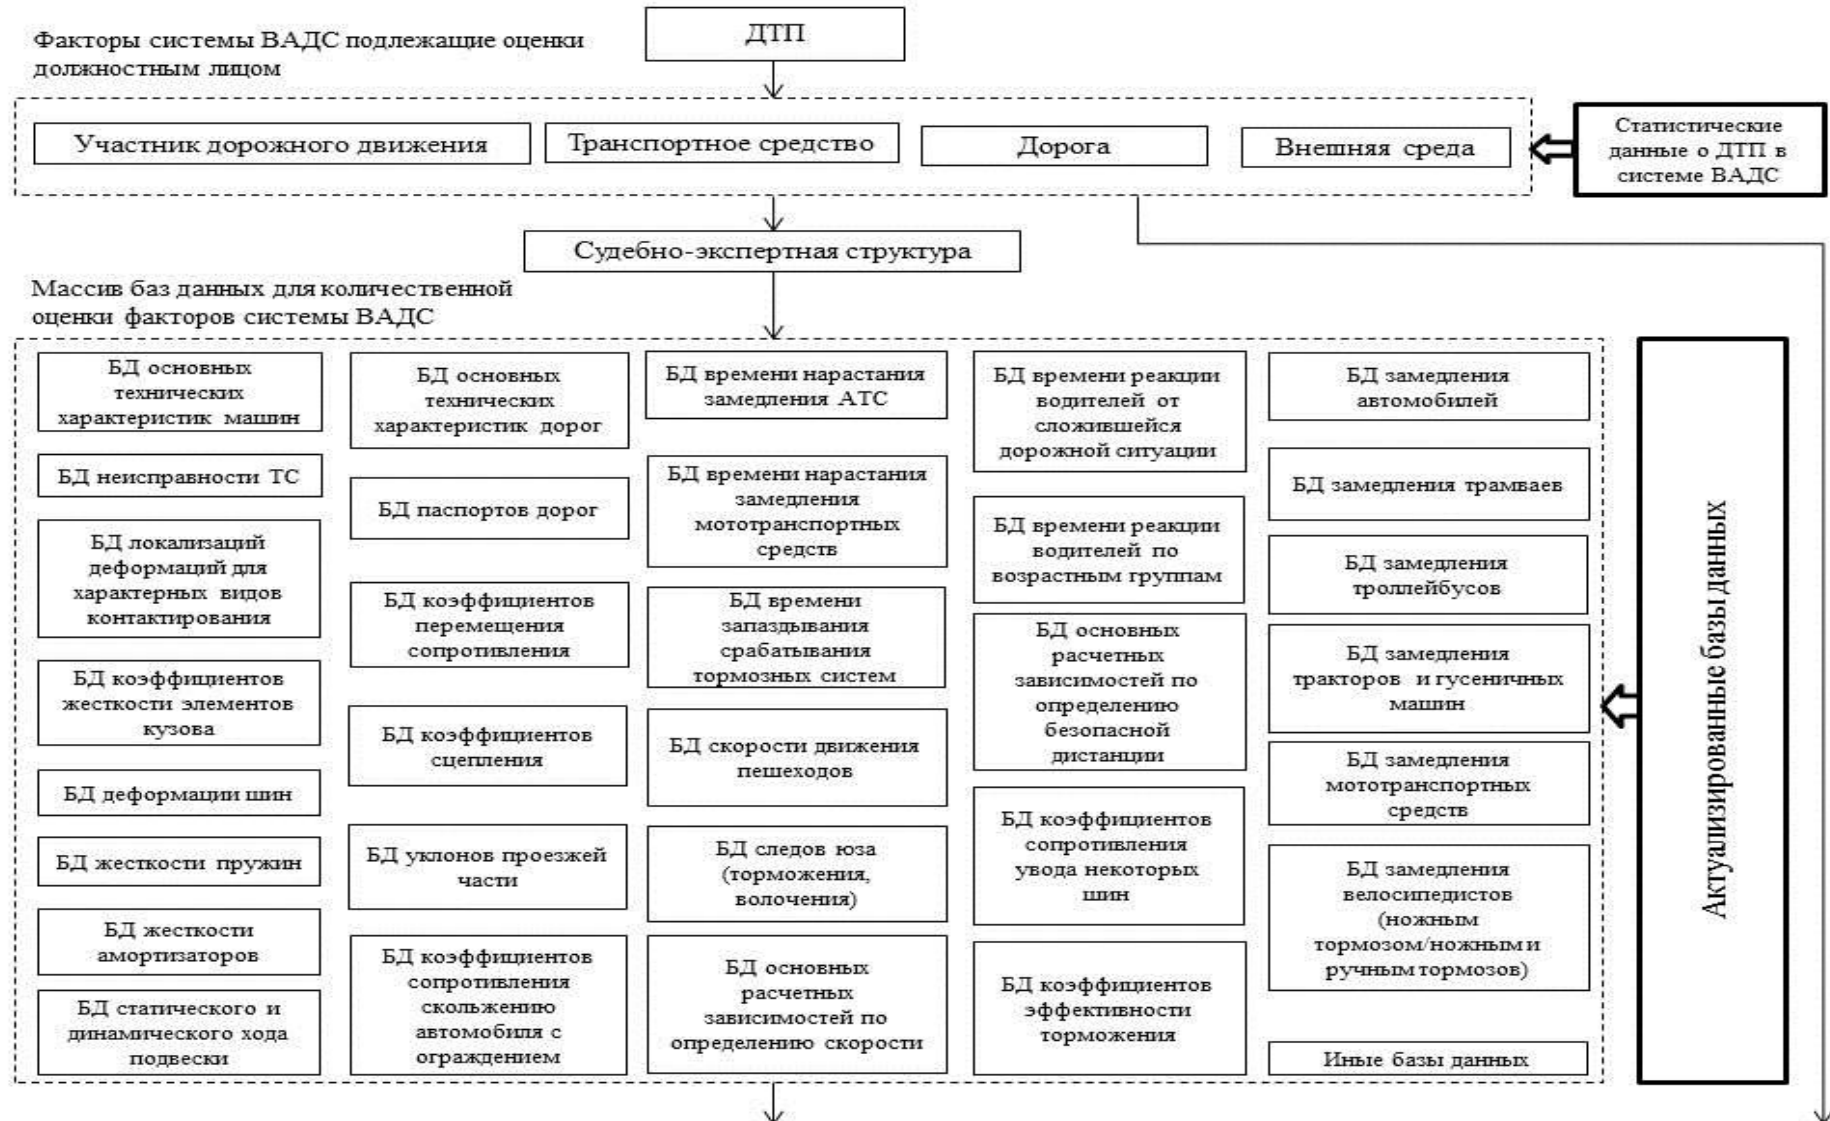 ДТП
Факторы системы ВАДС подлежащие оценки
должностным лицом
Участник дорожного движения
Транспортное средство
Дорога
Внешняя среда
Статистические
данные о ДТП в
системе ВАДС
Судебно-экспертная структура
Массив баз данных для количественной
оценки факторов системы ВАДС
БД основных
технических
характеристик машин
БД неисправности ТС
БД локализаций
деформаций для
характерных видов
контактирования
БД коэффициентов
жесткости элементов
кузова
БД деформации шин
БД жесткости пружин
БД жесткости
амортизаторов
БД статического и
динамического хода
подвески
БД основных
технических
характеристик дорог
БД паспортов дорог
БД коэффициентов
перемещения
сопротивления
БД коэффициентов
сцепления
БД уклонов проезжей
части
БД коэффициентов
сопротивления
скольжению
автомобиля с
ограждением
БД времени нарастания
замедления АТС
БД времени нарастания
замедления
мототранспортных
средств
БД времени
запаздывания
срабатывания
тормозных систем
БД скорости движения
пешеходов
БД следов юза
(торможения,
волочения)
БД основных
расчетных
зависимостей по
определению скорости
БД времени реакции
водителей от
сложившейся
дорожной ситуации
БД времени реакции
водителей по
возрастным группам
БД основных
расчетных
зависимостей по
определению
безопасной
дистанции
БД коэффициентов
сопротивления
увода некоторых
шин
БД коэффициентов
эффективности
торможения
БД замедления
автомобилей
БД замедления трамваев
БД замедления
троллейбусов
БД замедления
тракторов и гусеничных
машин
БД замедления
мототранспортных
средств
БД замедления
велосипедистов
(ножным
тормозом/ножным и
ручным тормозов)
Иные базы данных
Актуализированные базы данных